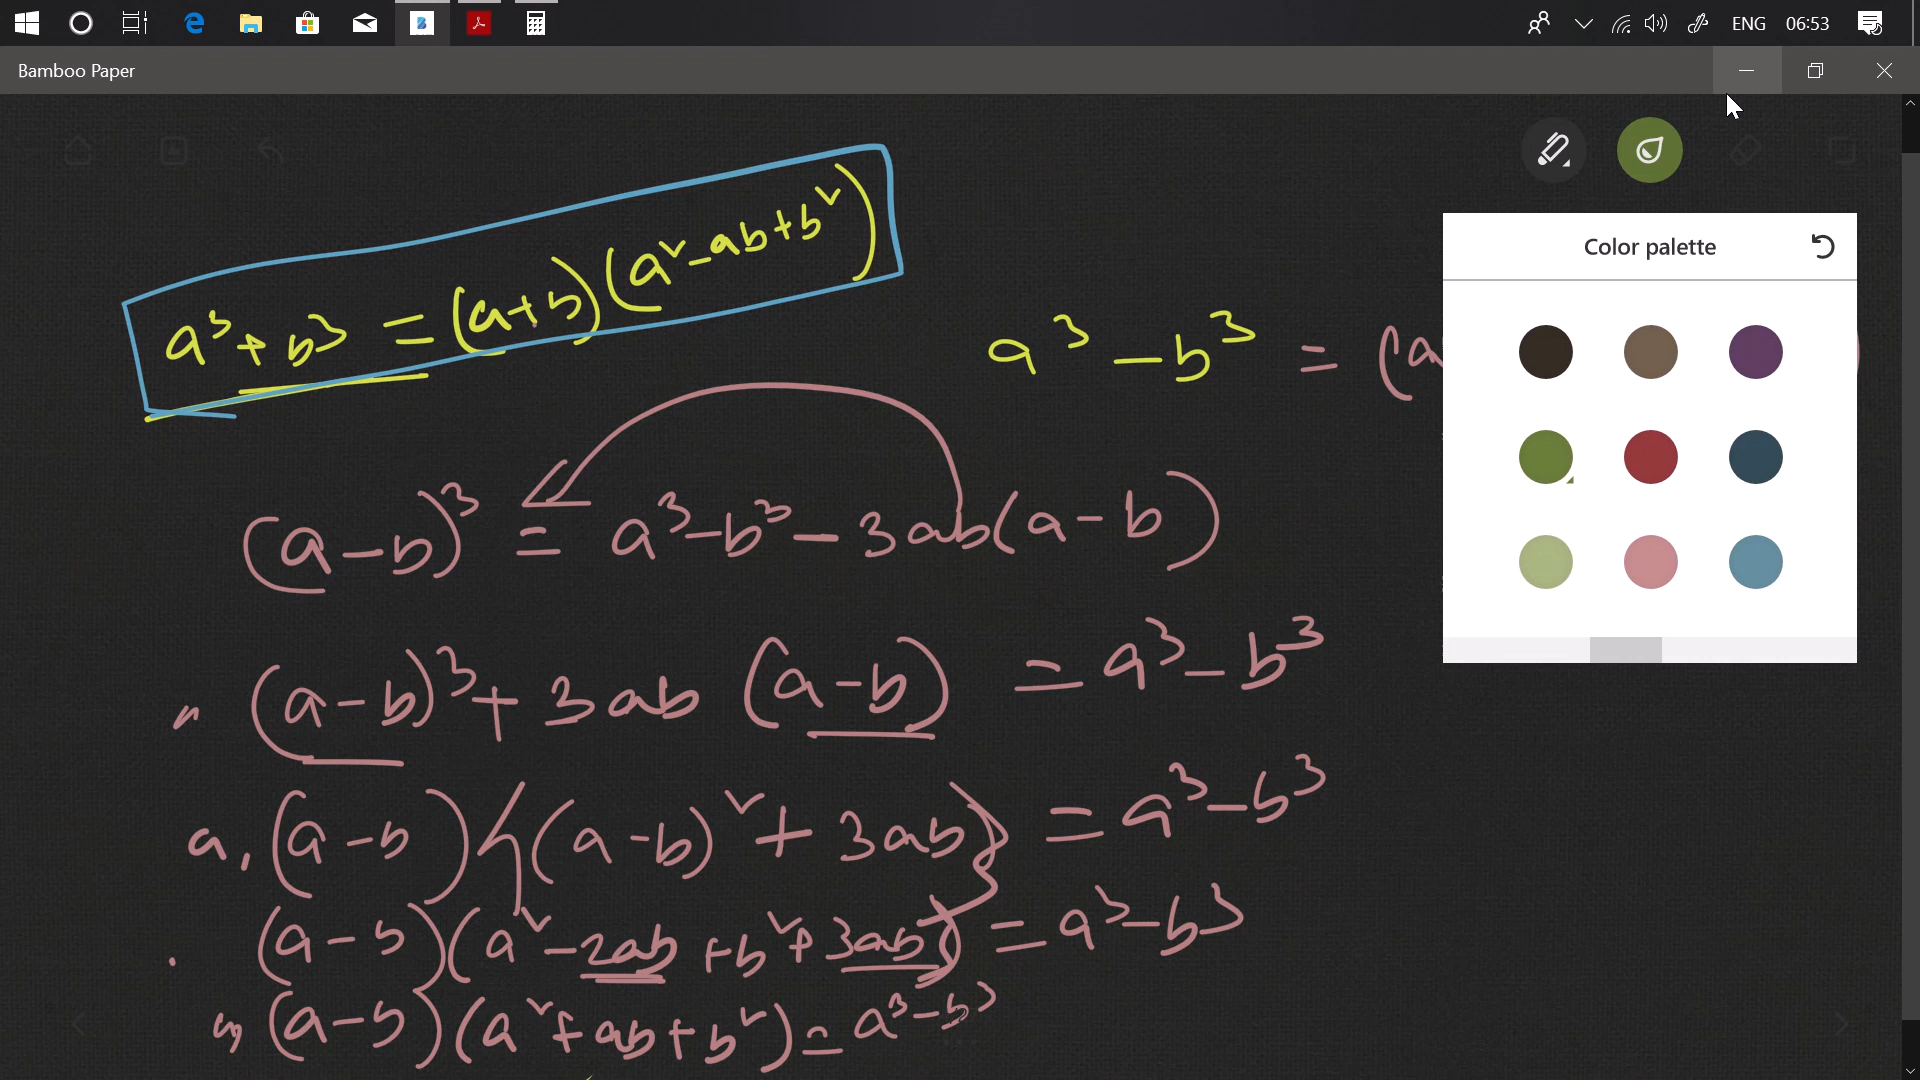 ENG 06:53
Bamboo Paper
Color palette
a³ + b³ = (a+b)(a² - ab + b²)
a³ - b³ = (a
(a - b)³ = a³ - b³ - 3ab(a - b)
(a - b)³ + 3ab (a - b) = a³ - b³
a, (a - b){(a - b)² + 3ab} = a³ - b³
(a - b)(a² - 2ab + b² + 3ab) = a³ - b³
(a - b)(a² + ab + b²) = a³ - b³